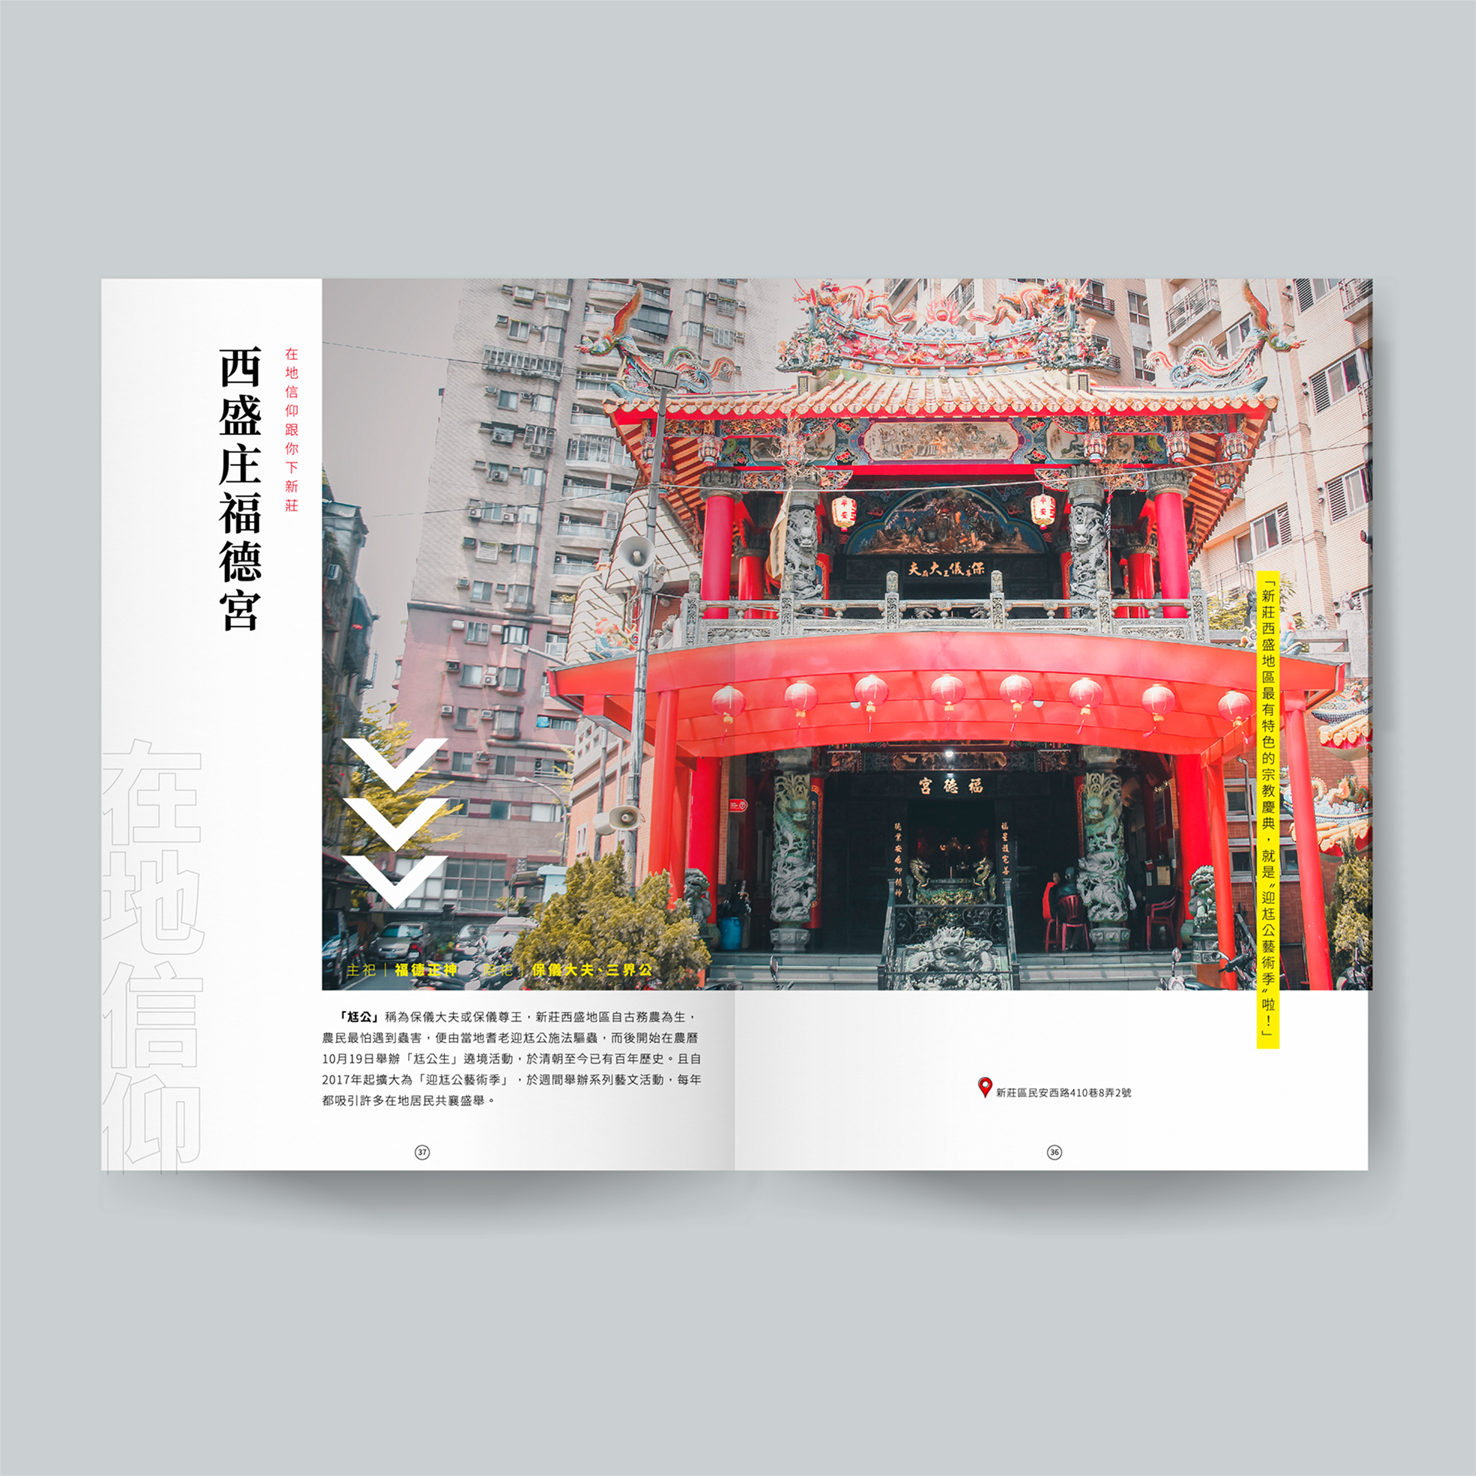 「新莊西盛地區最有特色的宗教慶典，就是〝迎尪公藝術季〞啦！」
保儀大夫
福德宮
福星護宅萬
平安
平安
新莊區民安西路410巷8弄2號
36
在地信仰跟你下新莊
西盛庄福德宮
在地信仰
主祀｜福德正神　配祀｜保儀大夫、三界公
「尪公」稱為保儀大夫或保儀尊王，新莊西盛地區自古務農為生，
農民最怕遇到蟲害，便由當地耆老迎尪公施法驅蟲，而後開始在農曆
10月19日舉辦「尪公生」遶境活動，於清朝至今已有百年歷史。且自
2017年起擴大為「迎尪公藝術季」，於週間舉辦系列藝文活動，每年
都吸引許多在地居民共襄盛舉。
37